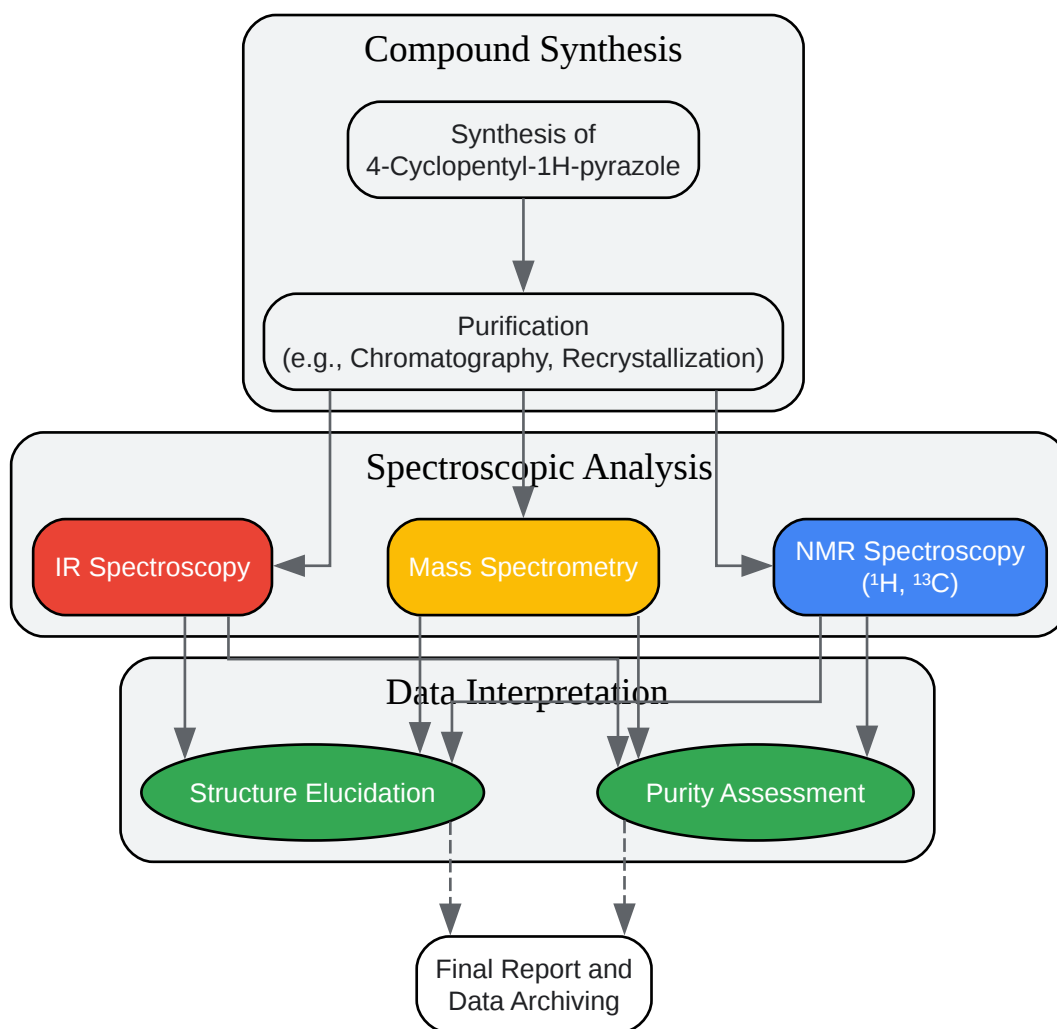 Compound Synthesis
Synthesis of
4-Cyclopentyl-1H-pyrazole
Purification
(e.g., Chromatography, Recrystallization)
Spectroscopic Analysis
IR Spectroscopy
Mass Spectrometry
NMR Spectroscopy
(¹H, ¹³C)
Data Interpretation
Structure Elucidation
Purity Assessment
Final Report and
Data Archiving